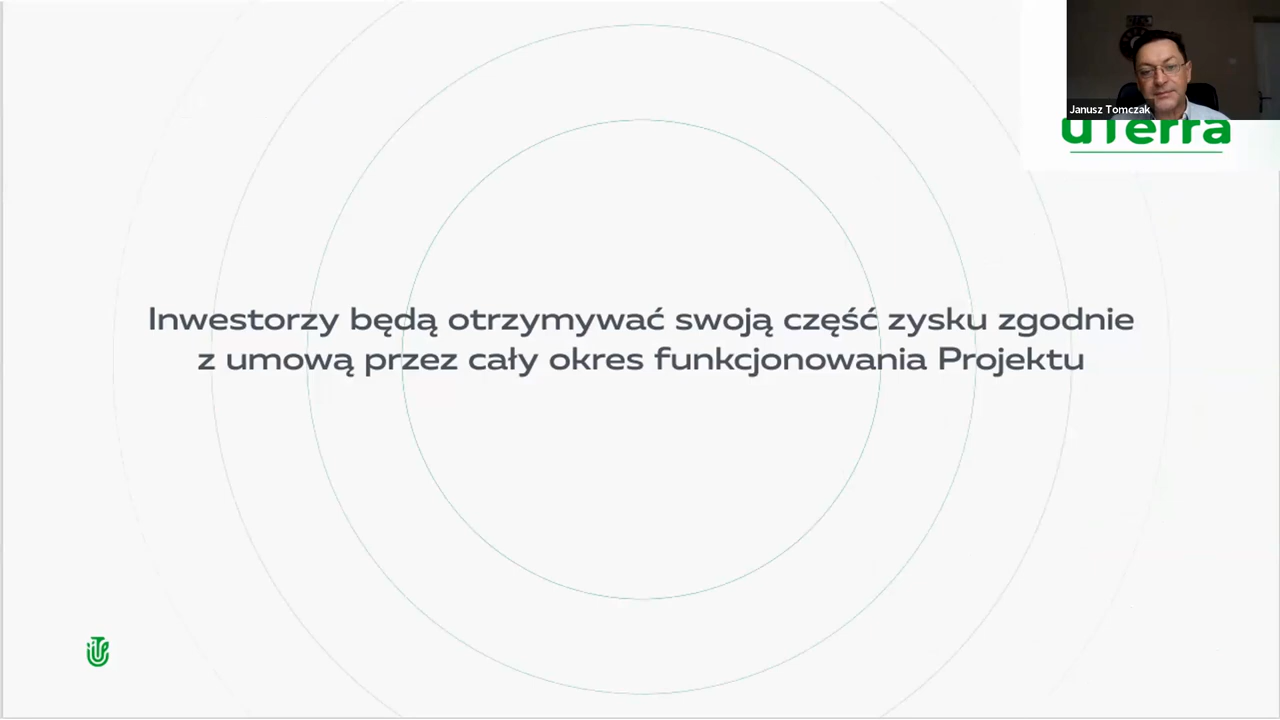 Janusz Tomczak
uTerra
Inwestorzy będą otrzymywać swoją część zysku zgodnie
z umową przez cały okres funkcjonowania Projektu